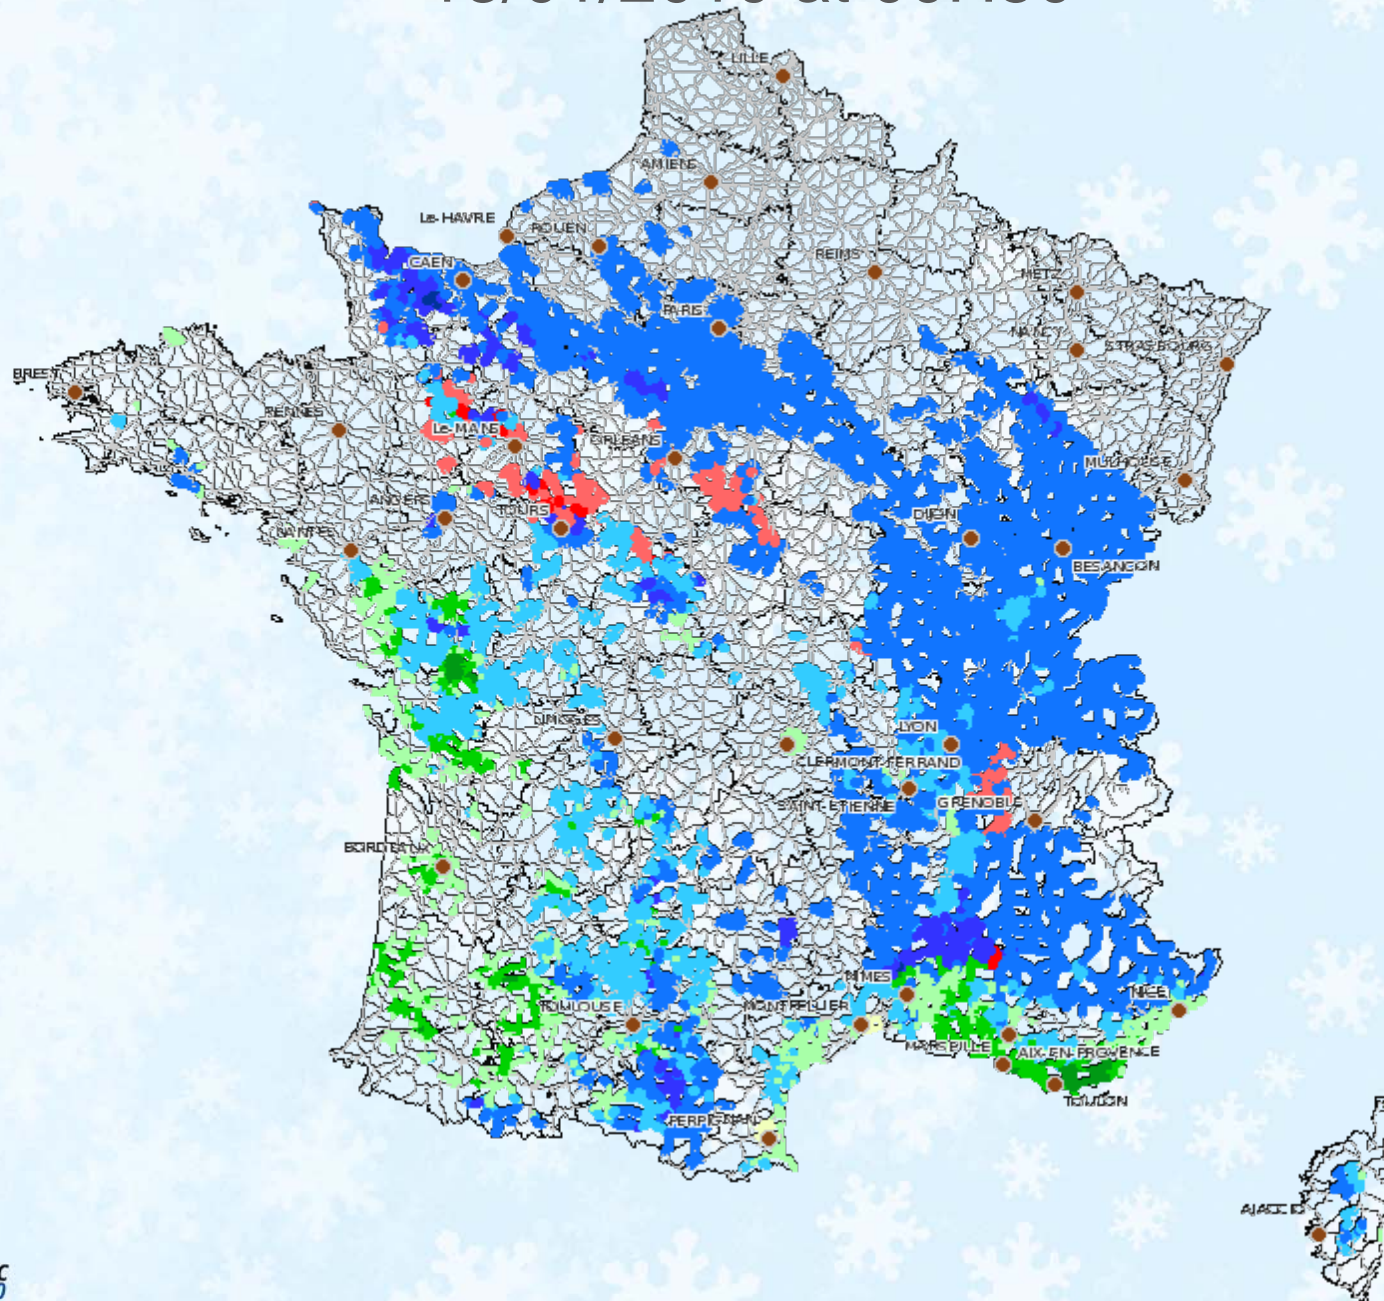 LILLE
AMIENS
Le-HAVRE
ROUEN
CAEN
REIMS
METZ
PARIS
NANCY
STRASBOURG
BREST
RENNES
Le-MANS
ORLEANS
MULHOUSE
ANGERS
TOURS
DIJON
NANTES
BESANCON
LIMOGES
LYON
CLERMONT-FERRAND
SAINT-ETIENNE
GRENOBLE
BORDEAUX
NIMES
NICE
TOULOUSE
MONTPELLIER
MARSEILLE
AIX-EN-PROVENCE
TOULON
PERPIGNAN
AJACCIO